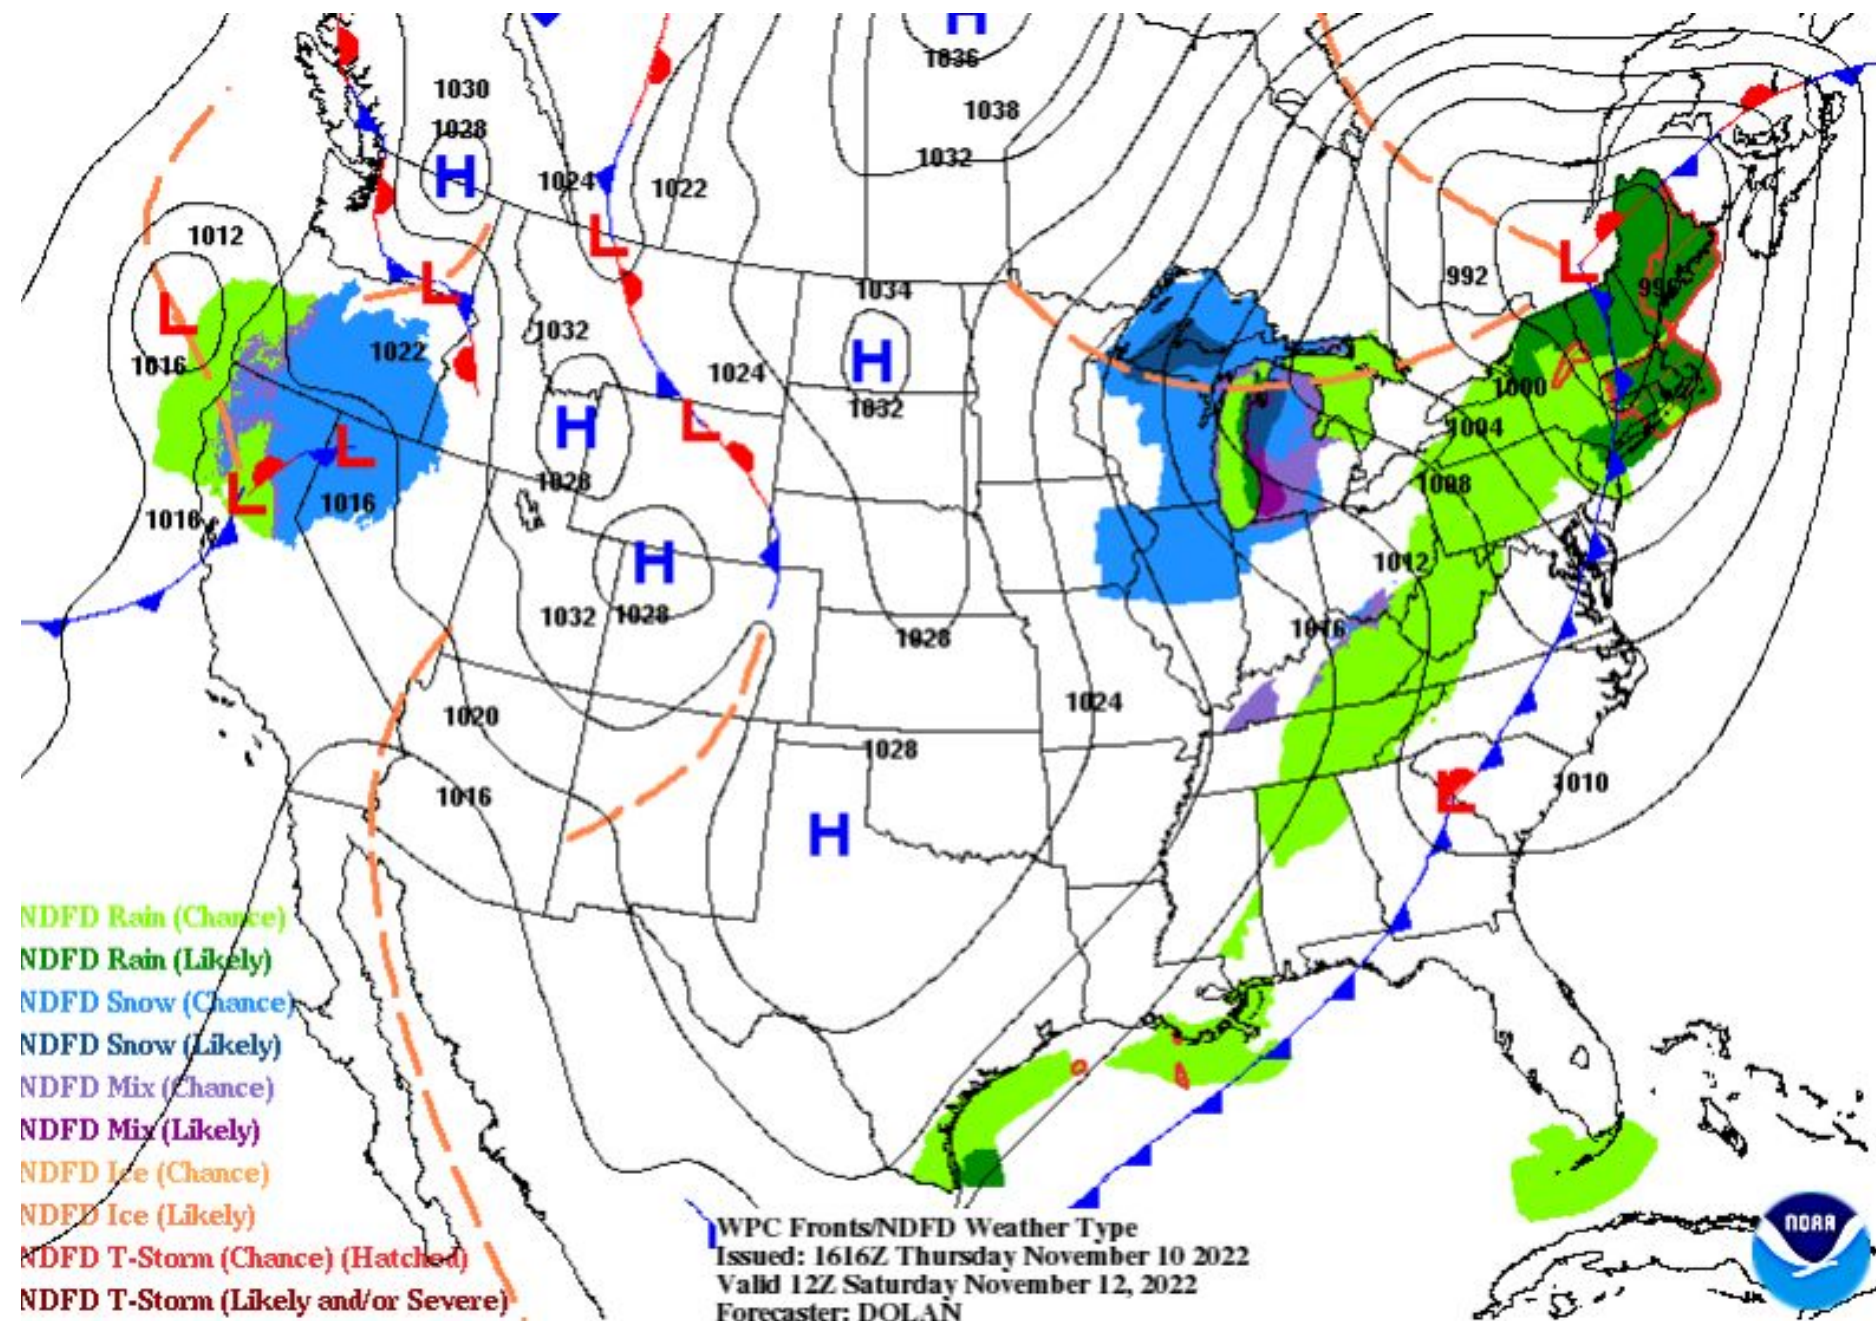 H
1036
1030
1038
1028
1032
H
1024
1022
1012
L
L
992
L
1034
996
L
1032
L
1022
1016
H
1024
1000
1032
H
L
1004
L
1028
1008
L
1016
1016
H
1012
1032
1028
1016
1028
1024
1020
1028
1016
L
1010
H
NDFD Rain (Chance)
NDFD Rain (Likely)
NDFD Snow (Chance)
NDFD Snow (Likely)
NDFD Mix (Chance)
NDFD Mix (Likely)
NDFD Ice (Chance)
NDFD Ice (Likely)
NDFD T-Storm (Chance) (Hatched)
NDFD T-Storm (Likely and/or Severe)
WPC Fronts/NDFD Weather Type
Issued: 1616Z Thursday November 10 2022
Valid 12Z Saturday November 12, 2022
Forecaster: DOLAN
NOAA